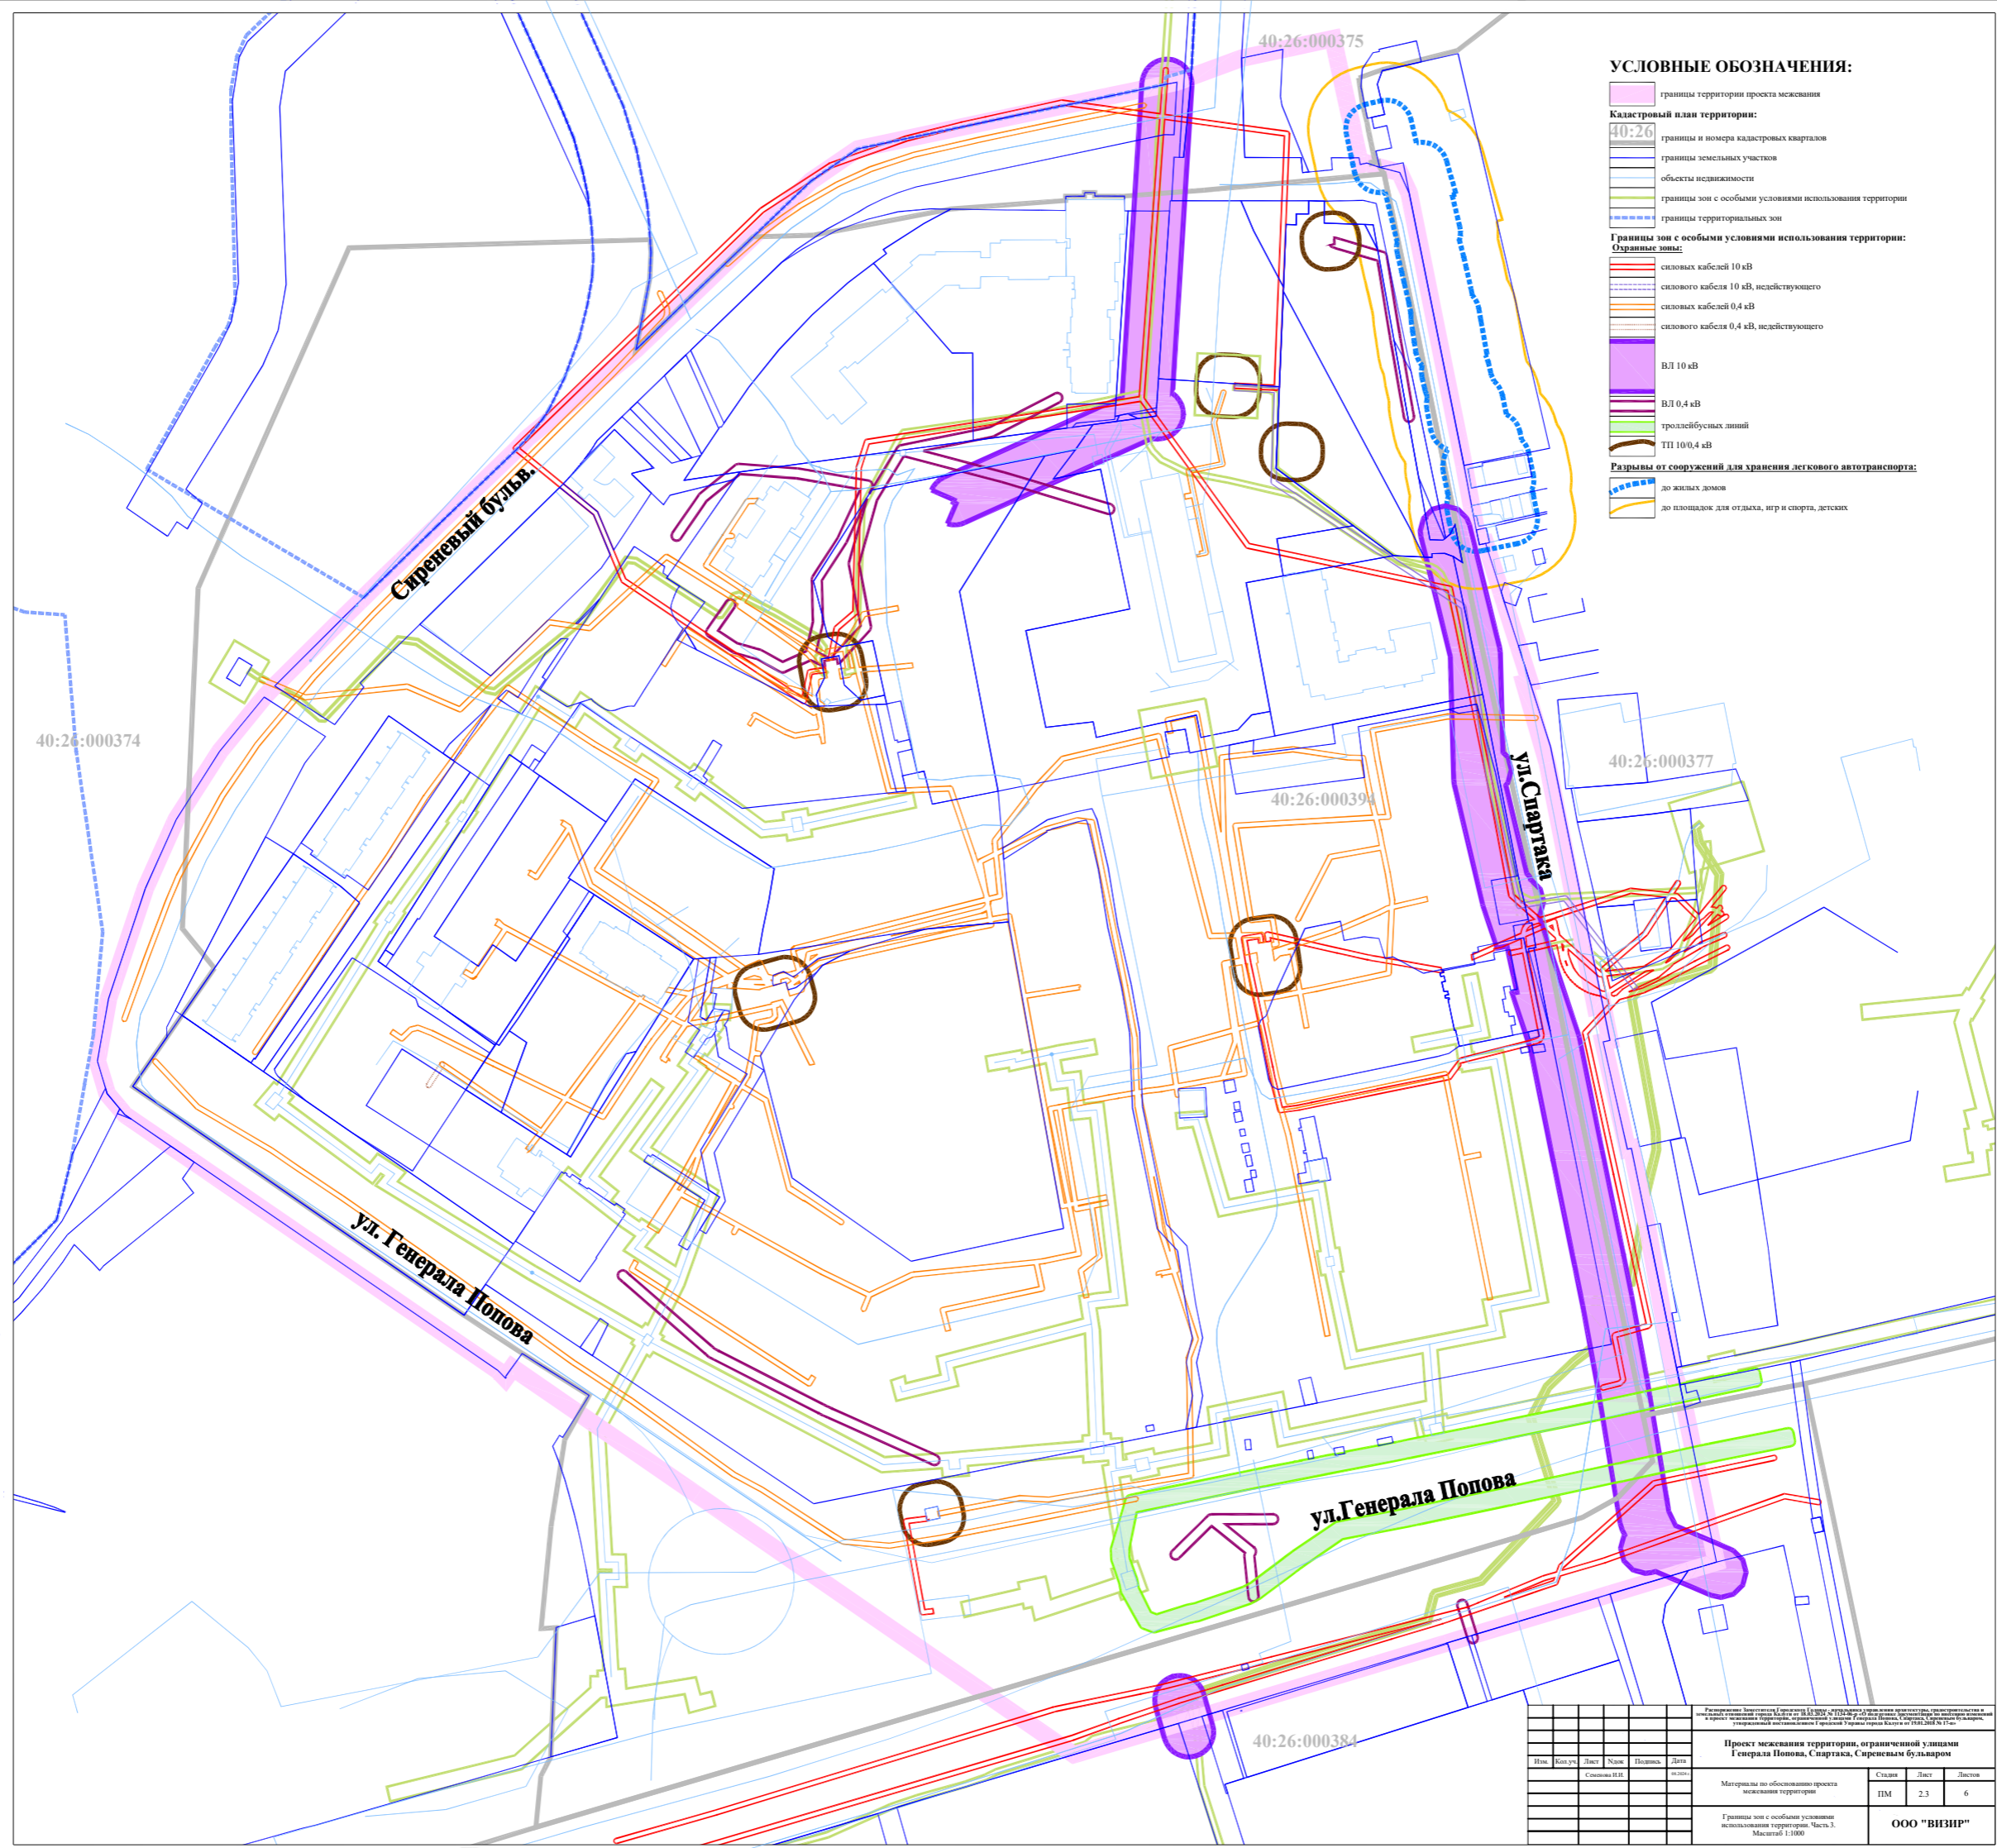 40:26:000375
УСЛОВНЫЕ ОБОЗНАЧЕНИЯ:
границы территории проекта межевания
Кадастровый план территории:
40:26
границы и номера кадастровых кварталов
границы земельных участков
объекты недвижимости
границы зон с особыми условиями использования территории
границы территориальных зон
Границы зон с особыми условиями использования территории:
Охранные зоны:
силовых кабелей 10 кВ
силового кабеля 10 кВ, недействующего
силовых кабелей 0,4 кВ
силового кабеля 0,4 кВ, недействующего
ВЛ 10 кВ
ВЛ 0,4 кВ
троллейбусных линий
ТП 10/0,4 кВ
Разрывы от сооружений для хранения легкового автотранспорта:
до жилых домов
до площадок для отдыха, игр и спорта, детских
Сиреневый бульв.
40:26:000374
40:26:000377
40:26:000394
ул.Спартака
ул. Генерала Попова
ул.Генерала Попова
40:26:000384
Проект межевания территории, ограниченной улицами
Генерала Попова, Спартака, Сиреневым бульваром
Изм. Кол.уч. Лист №док Подпись Дата
Семенова И.И.
Материалы по обоснованию проекта
межевания территории
Стадия Лист Листов
ПМ 2.3 6
Границы зон с особыми условиями
использования территории. Часть 3.
Масштаб 1:1000
ООО "ВИЗИР"